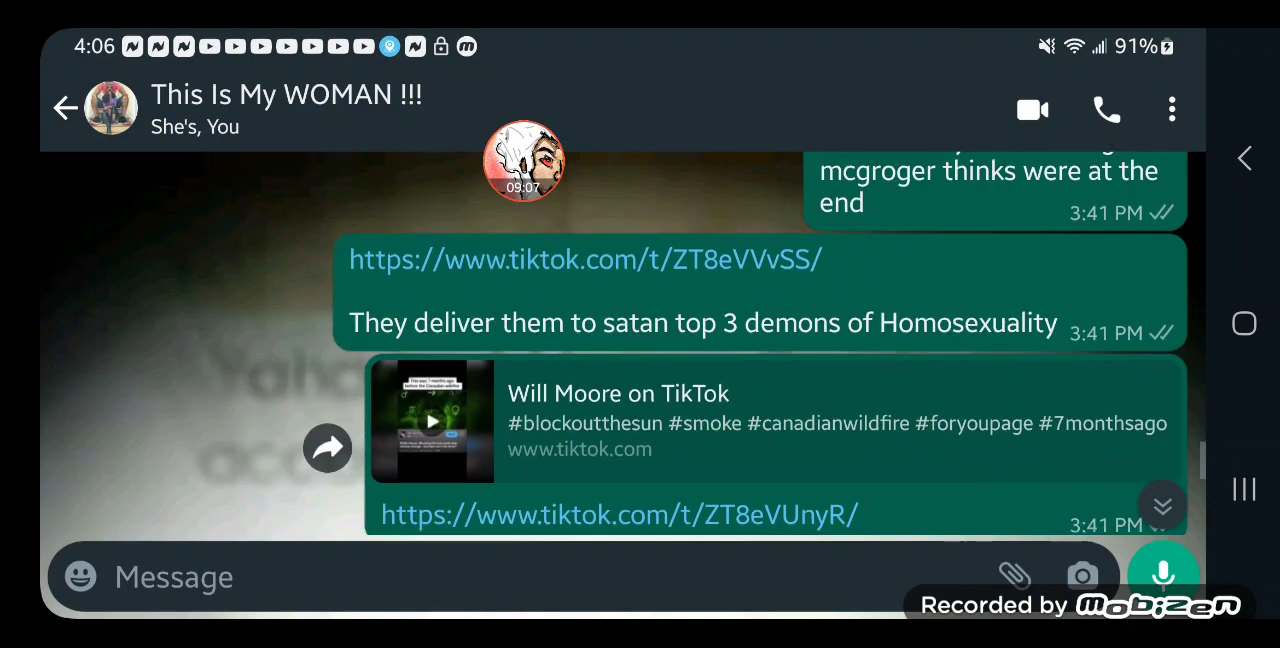 4:06
91%
This Is My WOMAN !!!
She's, You
09:07
mcgroger thinks were at the
end
3:41 PM
https://www.tiktok.com/t/ZT8eVVvSS/
They deliver them to satan top 3 demons of Homosexuality
3:41 PM
Will Moore on TikTok
#blockoutthesun #smoke #canadianwildfire #foryoupage #7monthsago
www.tiktok.com
https://www.tiktok.com/t/ZT8eVUnyR/
3:41 PM
Message
Recorded by mobizen